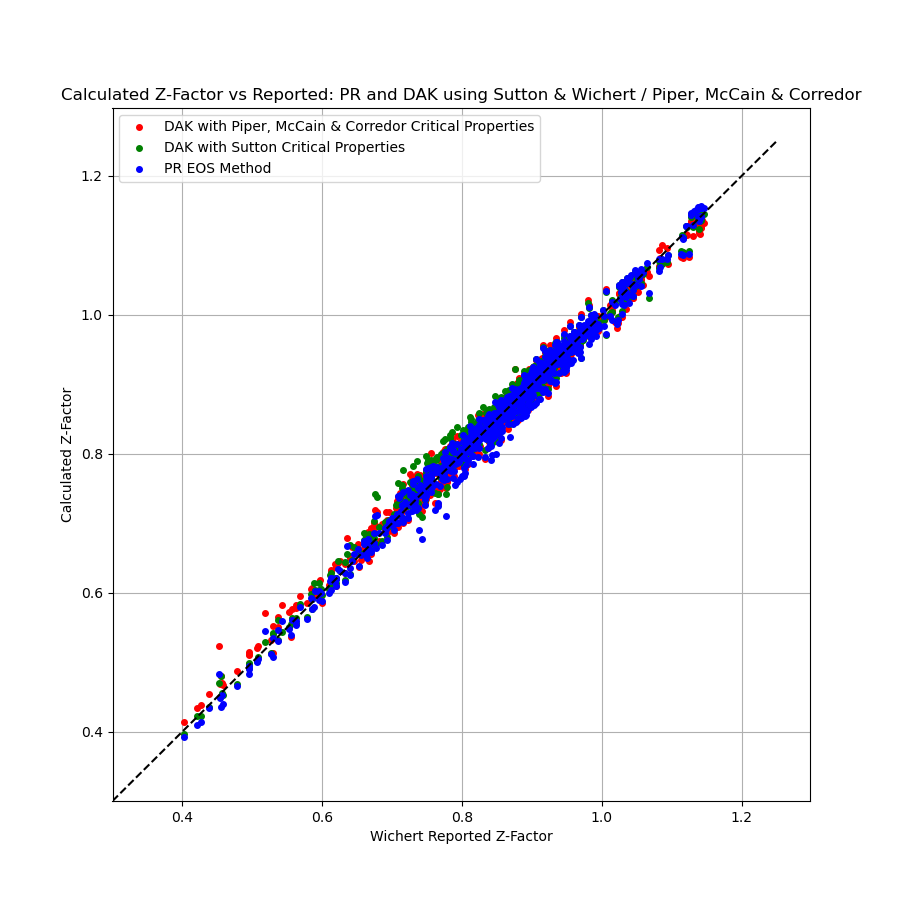 Calculated Z-Factor vs Reported: PR and DAK using Sutton & Wichert / Piper, McCain & Corredor
DAK with Piper, McCain & Corredor Critical Properties
DAK with Sutton Critical Properties
PR EOS Method
1.2
1.0
0.8
0.6
0.4
Calculated Z-Factor
0.4 0.6 0.8 1.0 1.2
Wichert Reported Z-Factor